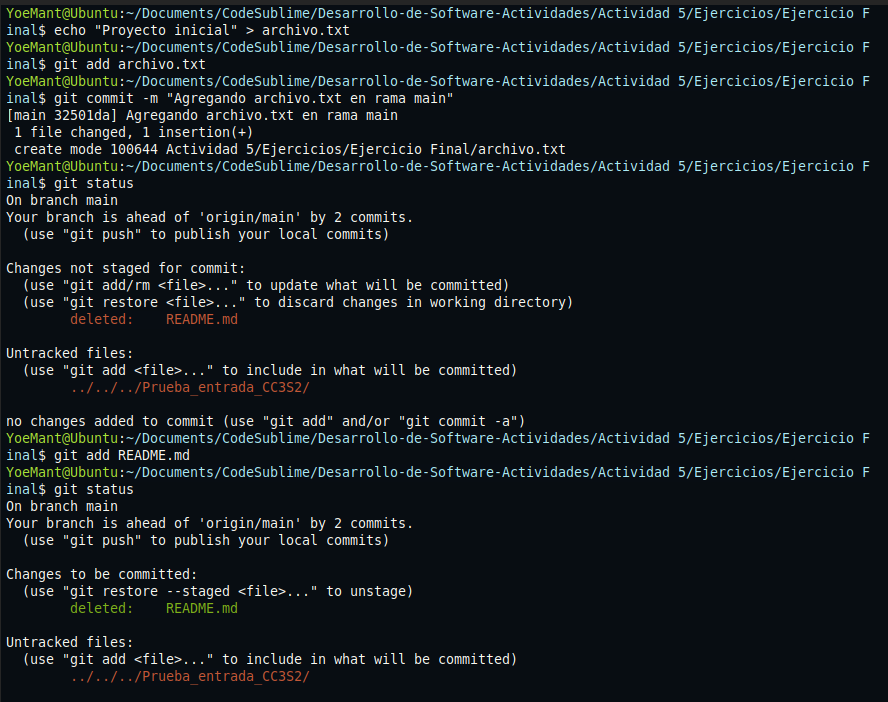 YoeMant@Ubuntu:~/Documents/CodeSublime/Desarrollo-de-Software-Actividades/Actividad 5/Ejercicios/Ejercicio F
inal$ echo "Proyecto inicial" > archivo.txt
YoeMant@Ubuntu:~/Documents/CodeSublime/Desarrollo-de-Software-Actividades/Actividad 5/Ejercicios/Ejercicio F
inal$ git add archivo.txt
YoeMant@Ubuntu:~/Documents/CodeSublime/Desarrollo-de-Software-Actividades/Actividad 5/Ejercicios/Ejercicio F
inal$ git commit -m "Agregando archivo.txt en rama main"
[main 32501da] Agregando archivo.txt en rama main
 1 file changed, 1 insertion(+)
 create mode 100644 Actividad 5/Ejercicios/Ejercicio Final/archivo.txt
YoeMant@Ubuntu:~/Documents/CodeSublime/Desarrollo-de-Software-Actividades/Actividad 5/Ejercicios/Ejercicio F
inal$ git status
On branch main
Your branch is ahead of 'origin/main' by 2 commits.
  (use "git push" to publish your local commits)

Changes not staged for commit:
  (use "git add/rm <file>..." to update what will be committed)
  (use "git restore <file>..." to discard changes in working directory)
        deleted:    README.md

Untracked files:
  (use "git add <file>..." to include in what will be committed)
        ../../../Prueba_entrada_CC3S2/

no changes added to commit (use "git add" and/or "git commit -a")
YoeMant@Ubuntu:~/Documents/CodeSublime/Desarrollo-de-Software-Actividades/Actividad 5/Ejercicios/Ejercicio F
inal$ git add README.md
YoeMant@Ubuntu:~/Documents/CodeSublime/Desarrollo-de-Software-Actividades/Actividad 5/Ejercicios/Ejercicio F
inal$ git status
On branch main
Your branch is ahead of 'origin/main' by 2 commits.
  (use "git push" to publish your local commits)

Changes to be committed:
  (use "git restore --staged <file>..." to unstage)
        deleted:    README.md

Untracked files:
  (use "git add <file>..." to include in what will be committed)
        ../../../Prueba_entrada_CC3S2/